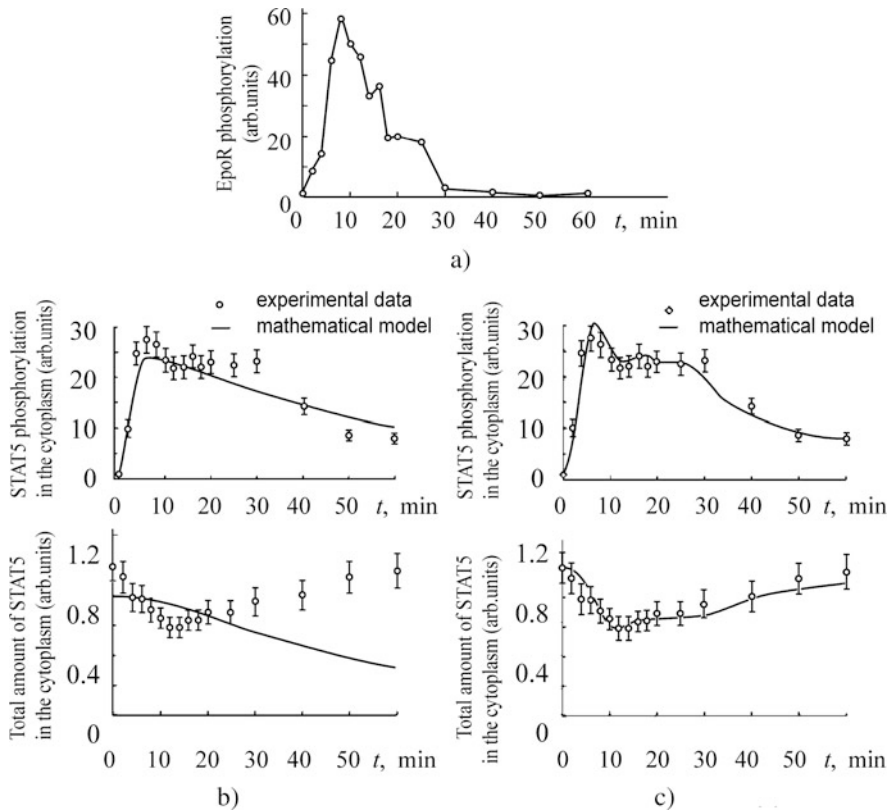 EpoR phosphorylation
(arb.units)
60
40
20
0 10 20 30 40 50 60 t, min
a)
experimental data
mathematical model
STAT5 phosphorylation
in the cytoplasm (arb.units)
30
20
10
0
0 10 20 30 40 50 t, min
experimental data
mathematical model
STAT5 phosphorylation
in the cytoplasm (arb.units)
30
20
10
0
0 10 20 30 40 50 t, min
Total amount of STAT5
in the cytoplasm (arb.units)
1.2
0.8
0.4
0
0 10 20 30 40 50 t, min
b)
Total amount of STAT5
in the cytoplasm (arb.units)
1.2
0.8
0.4
0
0 10 20 30 40 50 t, min
c)